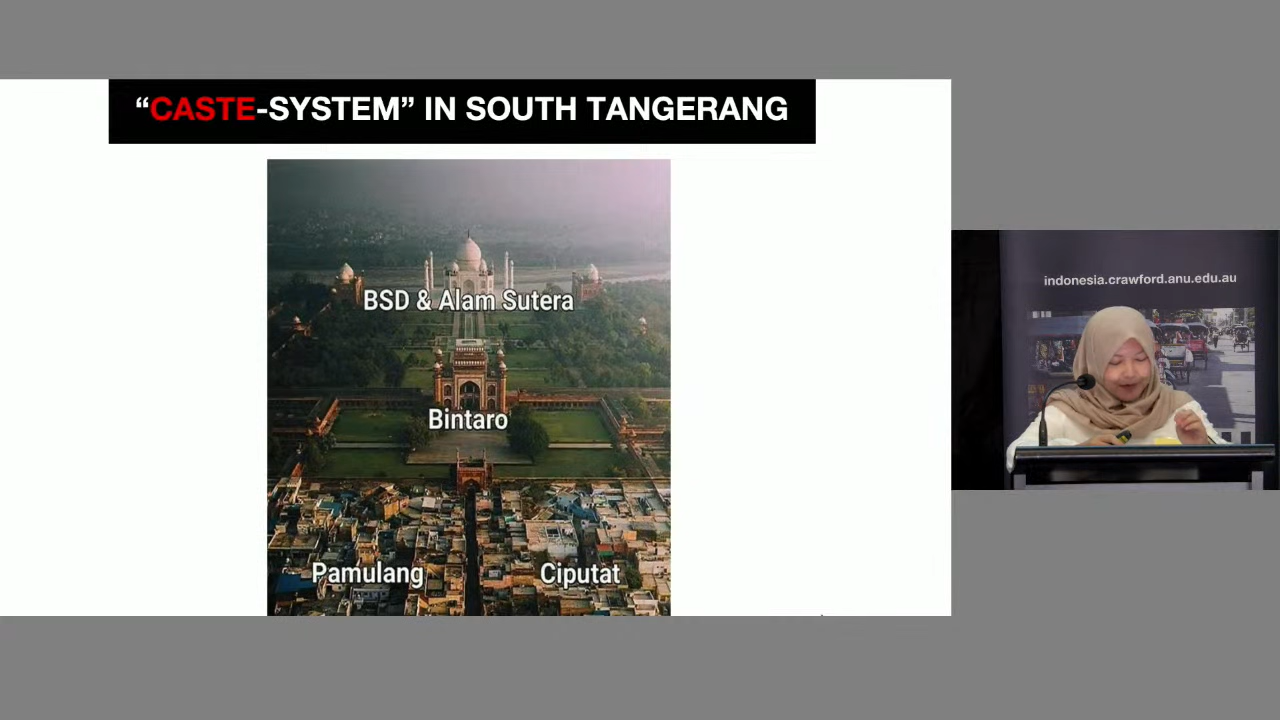 “CASTE-SYSTEM” IN SOUTH TANGERANG
BSD & Alam Sutera
Bintaro
Pamulang
Ciputat
indonesia.crawford.anu.edu.au